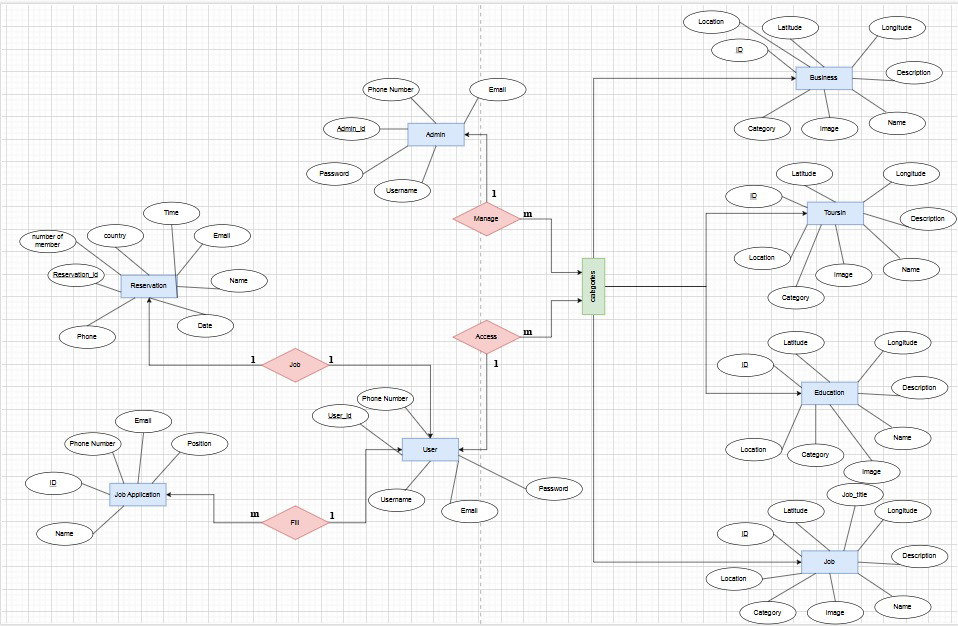 Location
Latitude
Longitude
ID
Business
Description
Category
Image
Name
Phone Number
Email
Admin_id
Admin
Password
Username
1
Manage
m
Latitude
Longitude
ID
Toursin
Description
Location
Image
Name
Category
Time
number of
member
country
Email
Reservation_id
Reservation
Name
Phone
Date
categories
Access
m
1
1
Job
1
Latitude
Longitude
ID
Education
Description
Location
Category
Name
Image
Phone Number
User_id
User
Username
Email
Password
Email
Phone Number
Position
ID
Job Application
Name
m
Fill
1
Job_title
Latitude
Longitude
ID
Job
Description
Location
Category
Image
Name